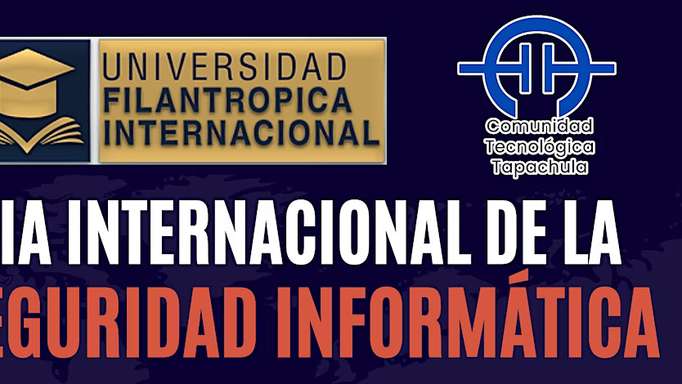 UNIVERSIDAD
FILANTROPICA
INTERNACIONAL
Comunidad
Tecnológica
Tapachula
IA INTERNACIONAL DE LA
EGURIDAD INFORMÁTICA